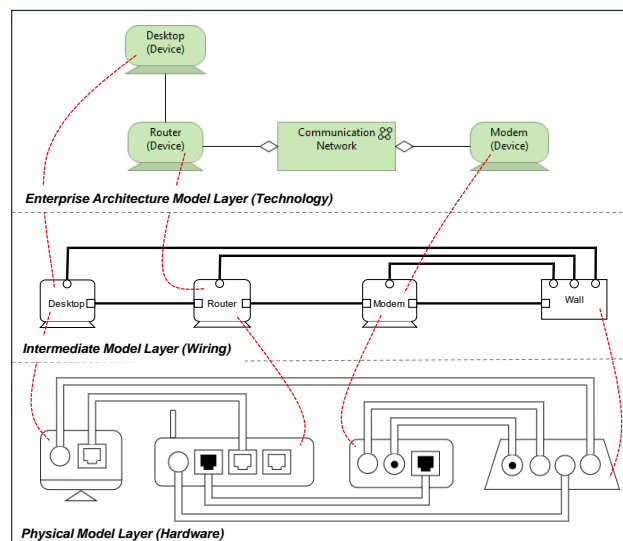 Desktop
(Device)
Router
(Device)
Communication
Network
Modem
(Device)
Enterprise Architecture Model Layer (Technology)
Desktop
Router
Modem
Wall
Intermediate Model Layer (Wiring)
Physical Model Layer (Hardware)